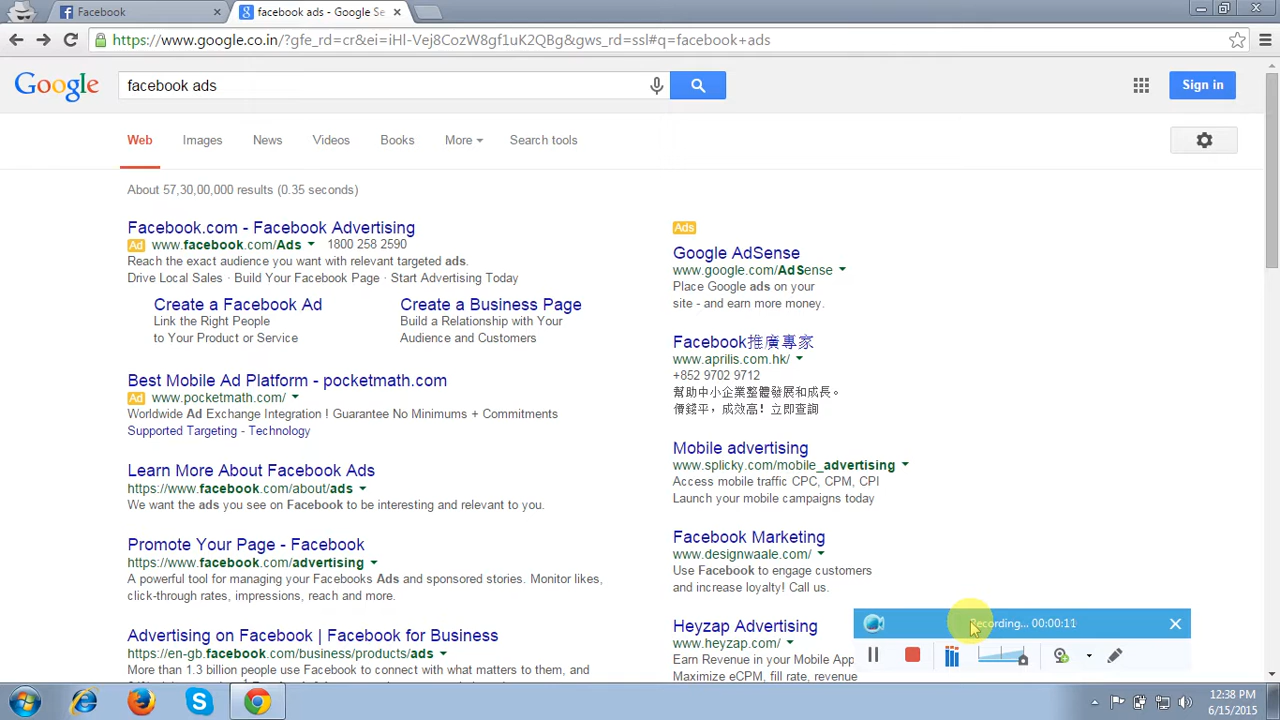 Facebook
facebook ads - Google Se
https://www.google.co.in/?gfe_rd=cr&ei=iHl-Vej8CozW8gf1uK2QBg&gws_rd=ssl#q=facebook+ads
Google
facebook ads
Sign in
Web Images News Videos Books More Search tools
About 57,30,00,000 results (0.35 seconds)
Facebook.com - Facebook Advertising
Ad www.facebook.com/Ads 1800 258 2590
Reach the exact audience you want with relevant targeted ads.
Drive Local Sales · Build Your Facebook Page · Start Advertising Today
Create a Facebook Ad
Link the Right People
to Your Product or Service
Create a Business Page
Build a Relationship with Your
Audience and Customers
Best Mobile Ad Platform - pocketmath.com
Ad www.pocketmath.com/
Worldwide Ad Exchange Integration ! Guarantee No Minimums + Commitments
Supported Targeting - Technology
Learn More About Facebook Ads
https://www.facebook.com/about/ads
We want the ads you see on Facebook to be interesting and relevant to you.
Promote Your Page - Facebook
https://www.facebook.com/advertising
A powerful tool for managing your Facebooks Ads and sponsored stories. Monitor likes,
click-through rates, impressions, reach and more.
Advertising on Facebook | Facebook for Business
https://en-gb.facebook.com/business/products/ads
More than 1.3 billion people use Facebook to connect with what matters to them, and
Ads
Google AdSense
www.google.com/AdSense
Place Google ads on your
site - and earn more money.
Facebook推廣專家
www.aprilis.com.hk/
+852 9702 9712
幫助中小企業整體發展和成長。
價錢平，成效高！立即查詢
Mobile advertising
www.splicky.com/mobile_advertising
Access mobile traffic CPC, CPM, CPI
Launch your mobile campaigns today
Facebook Marketing
www.designwaale.com/
Use Facebook to engage customers
and increase loyalty! Call us.
Heyzap Advertising
www.heyzap.com/
Earn Revenue in your Mobile App
Maximize eCPM, fill rate, revenue
Recording... 00:00:11
12:38 PM
6/15/2015